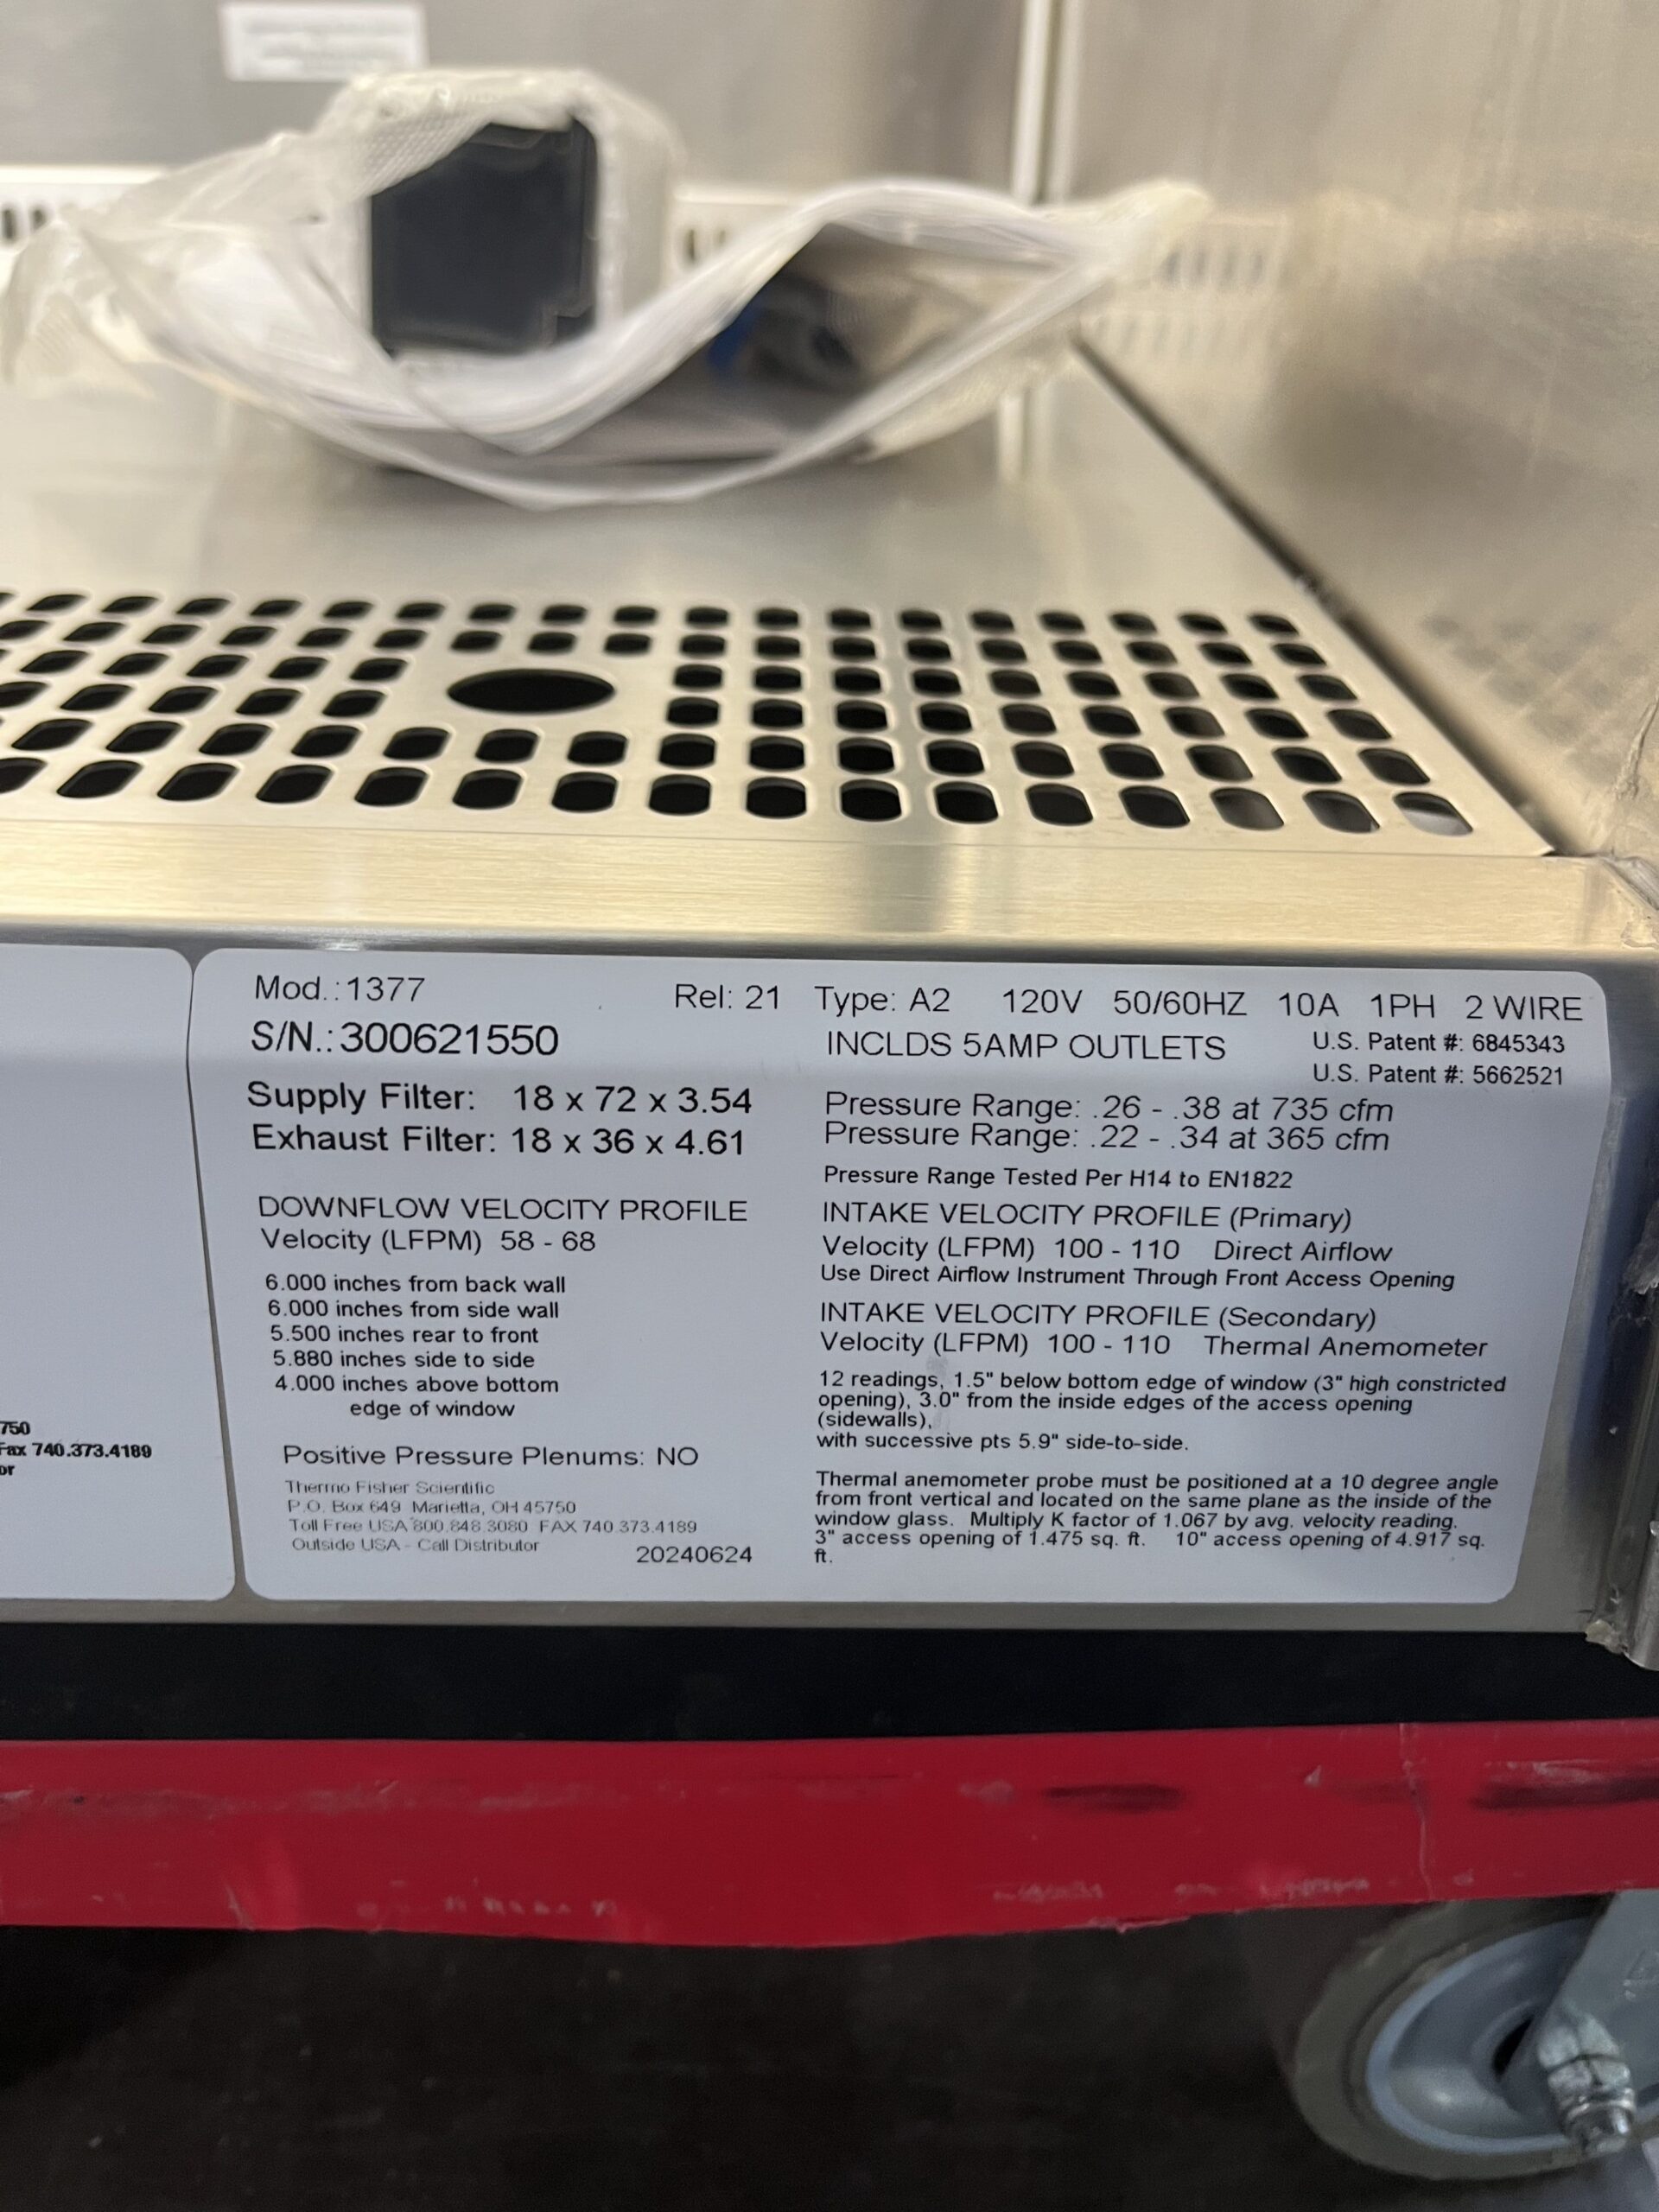 Mod.: 1377
Rel: 21 Type: A2 120V 50/60HZ 10A 1PH 2 WIRE
S/N.: 300621550
INCLDS 5AMP OUTLETS
U.S. Patent #: 6845343
U.S. Patent #: 5662521
Supply Filter: 18 x 72 x 3.54
Exhaust Filter: 18 x 36 x 4.61
Pressure Range: .26 - .38 at 735 cfm
Pressure Range: .22 - .34 at 365 cfm
Pressure Range Tested Per H14 to EN1822
DOWNFLOW VELOCITY PROFILE
Velocity (LFPM) 58 - 68
6.000 inches from back wall
6.000 inches from side wall
5.500 inches rear to front
5.880 inches side to side
4.000 inches above bottom
edge of window
Positive Pressure Plenums: NO
Thermo Fisher Scientific
P.O. Box 649 Marietta, OH 45750
Toll Free USA 800.848.3080 FAX 740.373.4189
Outside USA - Call Distributor
20240624
INTAKE VELOCITY PROFILE (Primary)
Velocity (LFPM) 100 - 110 Direct Airflow
Use Direct Airflow Instrument Through Front Access Opening
INTAKE VELOCITY PROFILE (Secondary)
Velocity (LFPM) 100 - 110 Thermal Anemometer
12 readings, 1.5" below bottom edge of window (3" high constricted
opening), 3.0" from the inside edges of the access opening
(sidewalls),
with successive pts 5.9" side-to-side.
Thermal anemometer probe must be positioned at a 10 degree angle
from front vertical and located on the same plane as the inside of the
window glass. Multiply K factor of 1.067 by avg. velocity reading.
3" access opening of 1.475 sq. ft. 10" access opening of 4.917 sq.
ft.
750
Fax 740.373.4189
or